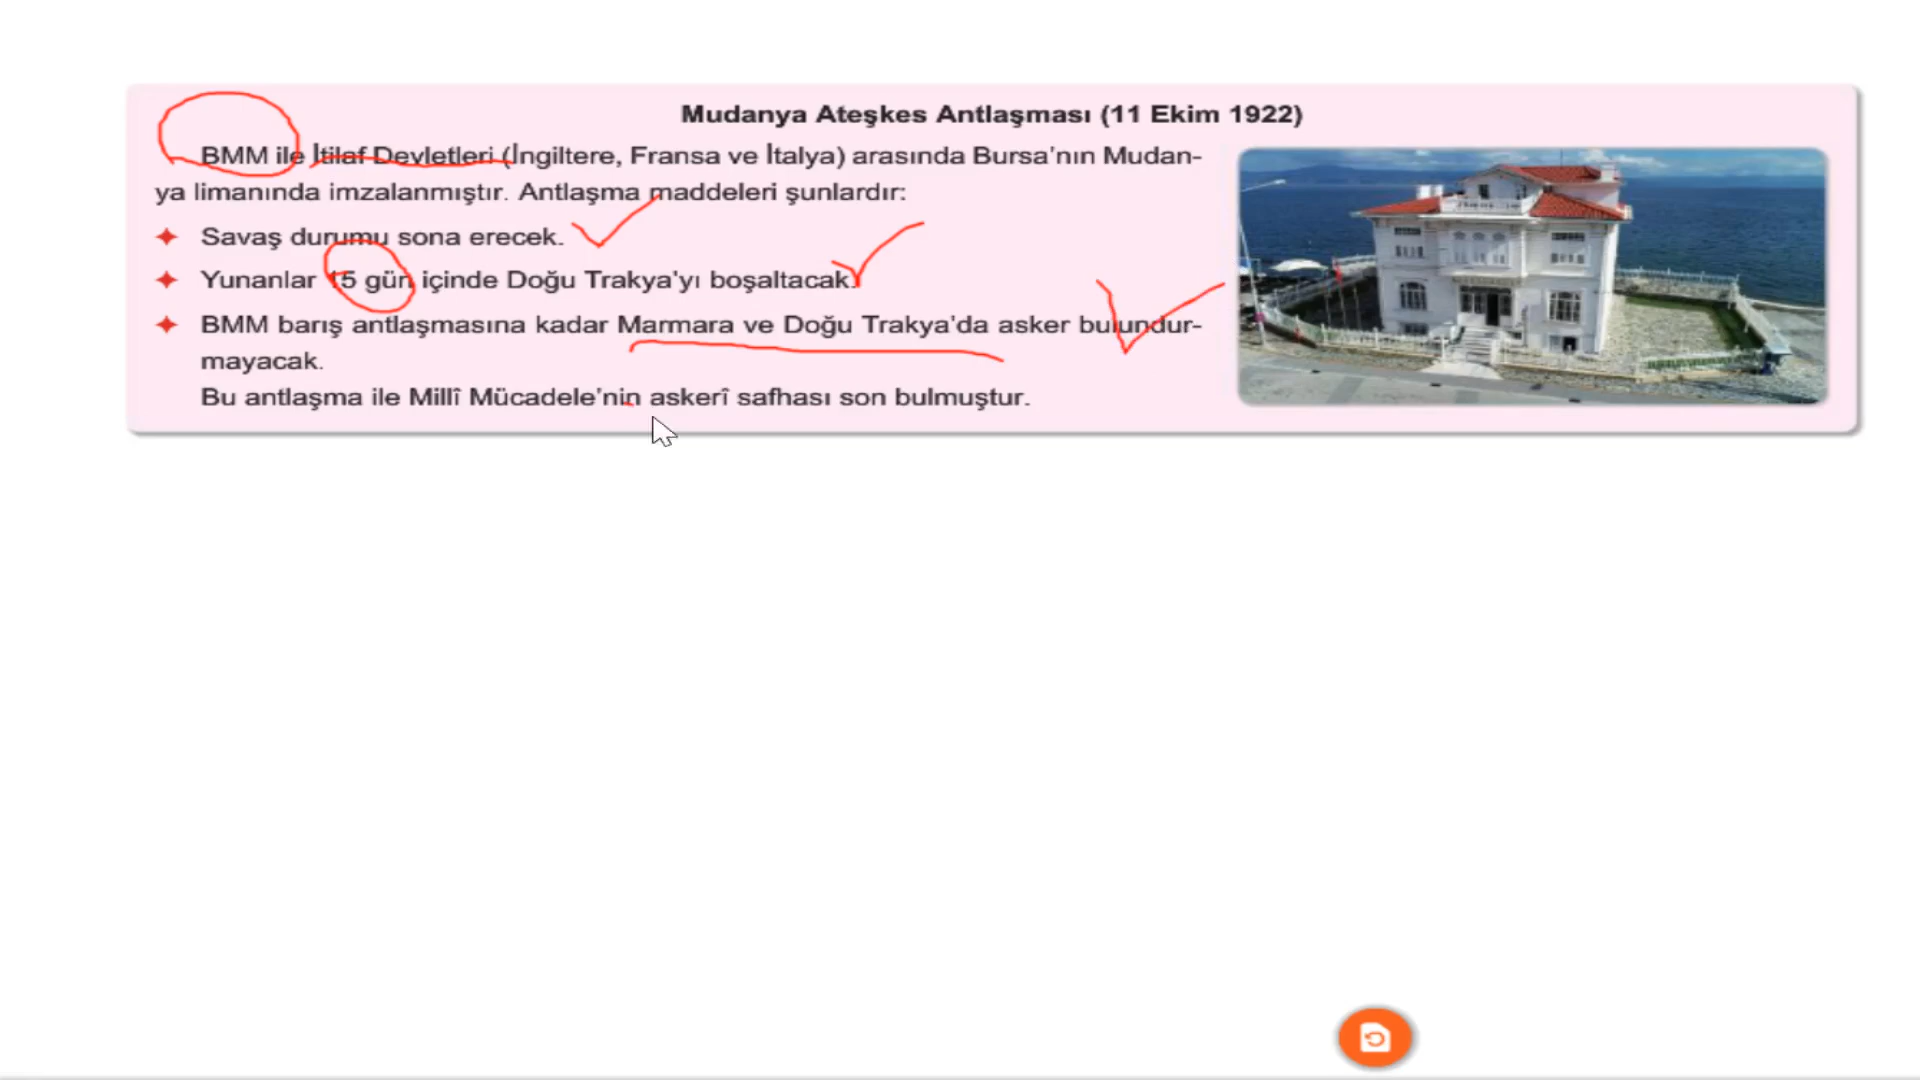 Mudanya Ateşkes Antlaşması (11 Ekim 1922)
BMM ile İtilaf Devletleri (İngiltere, Fransa ve İtalya) arasında Bursa'nın Mudan-
ya limanında imzalanmıştır. Antlaşma maddeleri şunlardır:
Savaş durumu sona erecek.
Yunanlar 15 gün içinde Doğu Trakya'yı boşaltacak.
BMM barış antlaşmasına kadar Marmara ve Doğu Trakya'da asker bulundur-
mayacak.
Bu antlaşma ile Millî Mücadele'nin askerî safhası son bulmuştur.